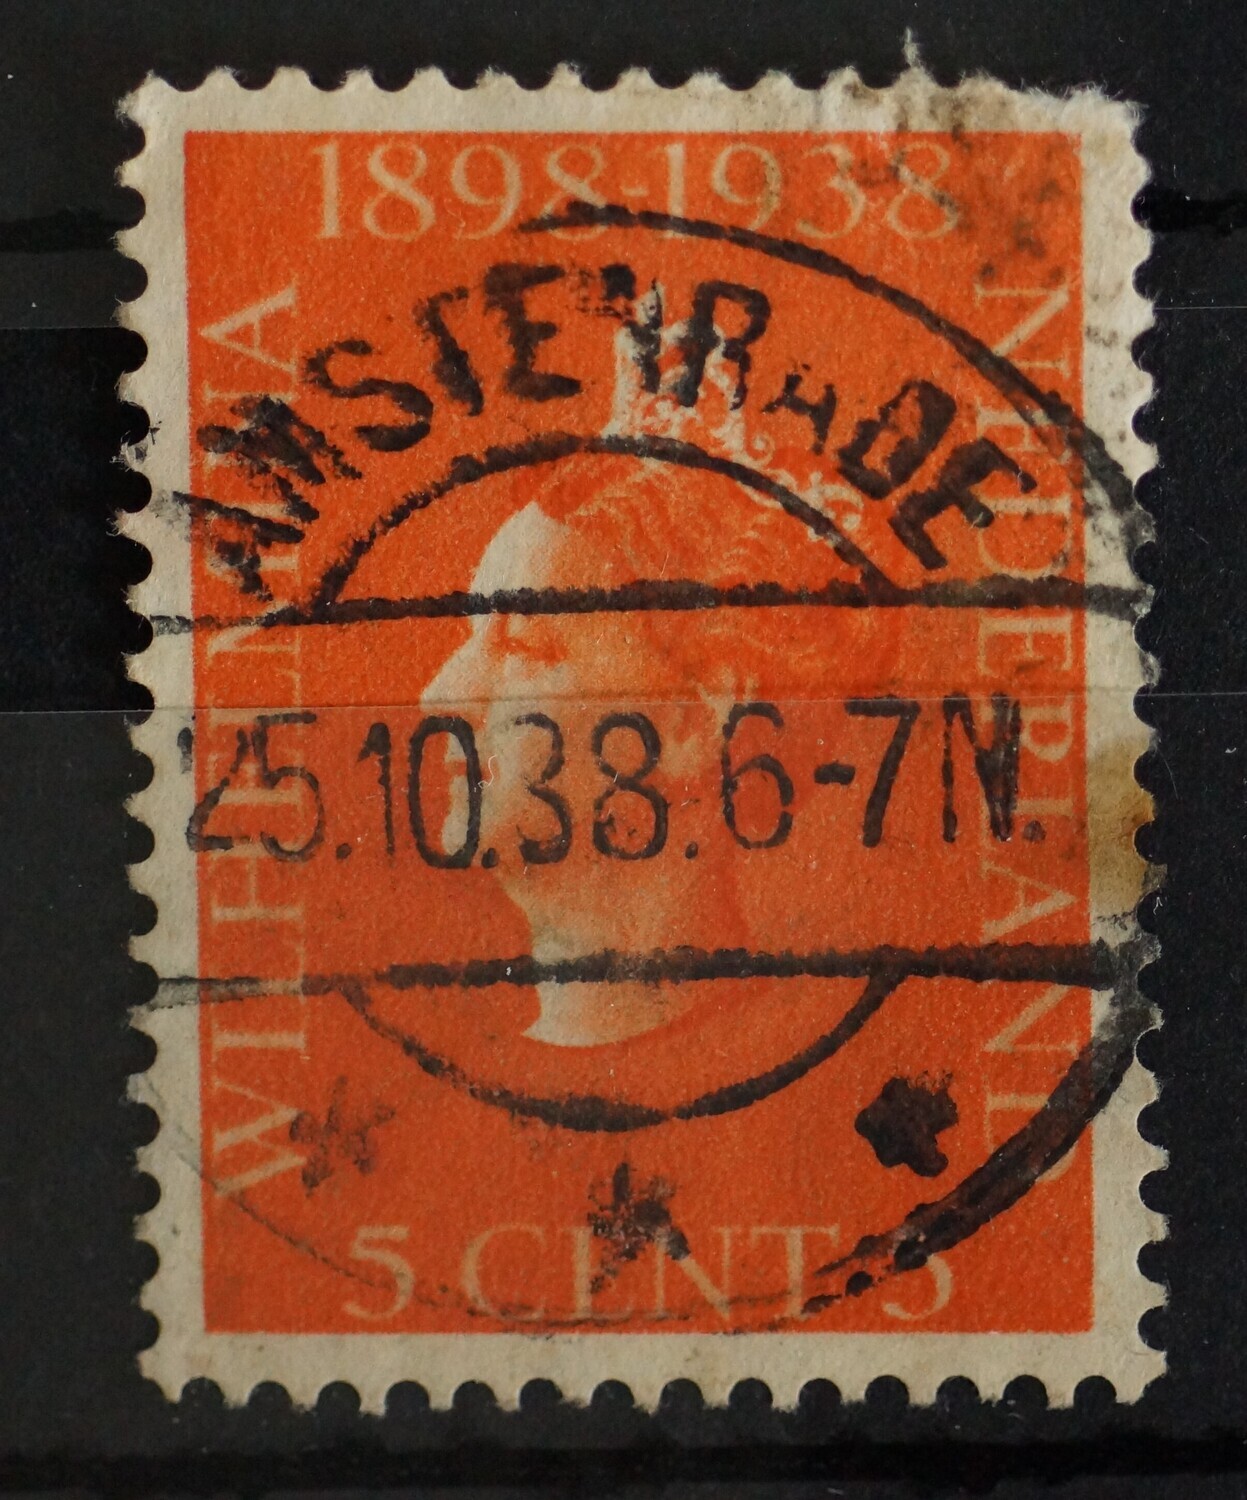 1898-1938
WILHELMINA
NEDERLAND
5 CENT 5
AMSTENRADE
25.10.38.6-7N.